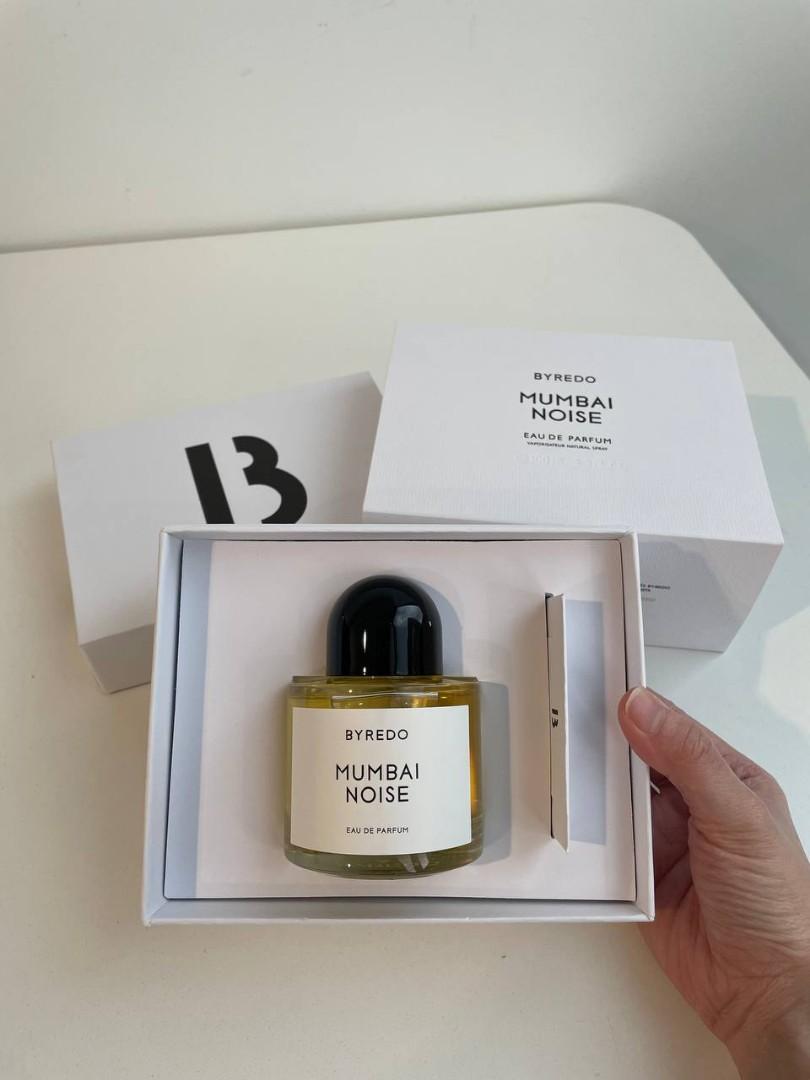 BYREDO
MUMBAI
NOISE
EAU DE PARFUM
VAPORISATEUR NATURAL SPRAY
B
BYREDO
MUMBAI
NOISE
EAU DE PARFUM
B